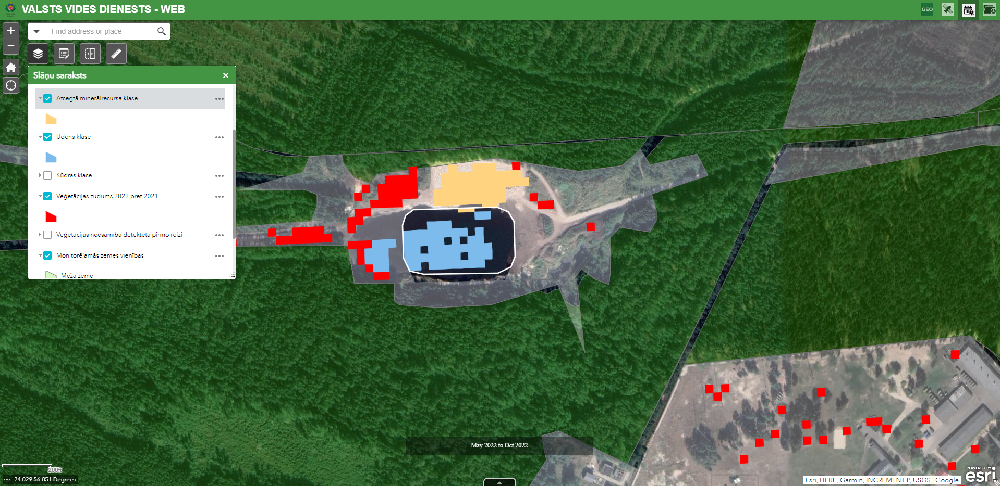 VALSTS VIDES DIENESTS - WEB
GEO
Find address or place
Slāņu saraksts
Atsegtā minerālresursa klase
Ūdens klase
Kūdras klase
Veģetācijas zudums 2022 pret 2021
Veģetācijas neesamība detektēta pirmo reizi
Monitorējamās zemes vienības
Meža zeme
May 2022 to Oct 2022
200ft
24.029 56.851 Degrees
Esri, HERE, Garmin, INCREMENT P, USGS | Google
POWERED BY
esri